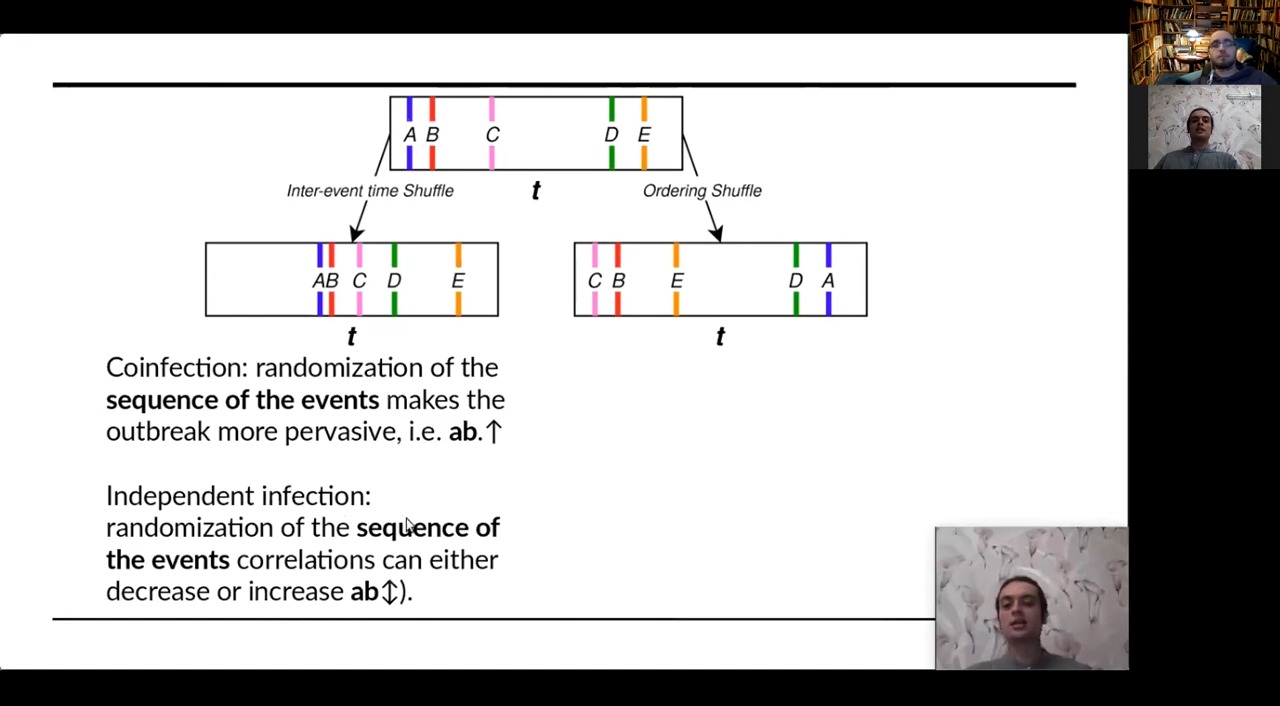 A B C D E
Inter-event time Shuffle t Ordering Shuffle
AB C D E
C B E D A
t
t
Coinfection: randomization of the
sequence of the events makes the
outbreak more pervasive, i.e. ab.↑
Independent infection:
randomization of the sequence of
the events correlations can either
decrease or increase ab↕).